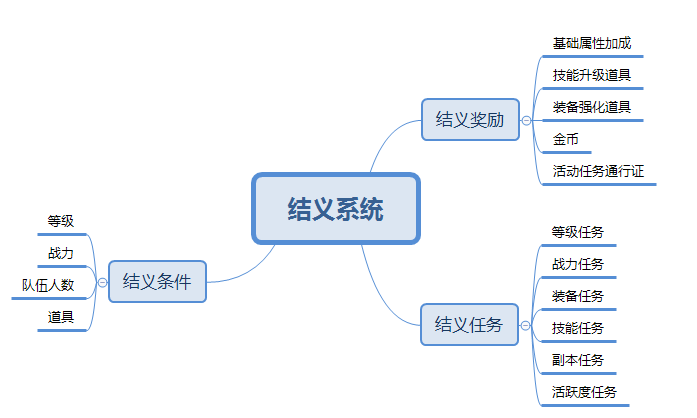 结义系统
结义奖励
基础属性加成
技能升级道具
装备强化道具
金币
活动任务通行证
结义任务
等级任务
战力任务
装备任务
技能任务
副本任务
活跃度任务
结义条件
等级
战力
队伍人数
道具